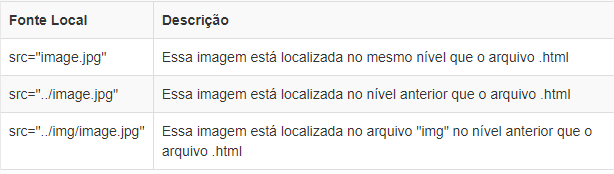 Fonte Local Descrição
src="image.jpg" Essa imagem está localizada no mesmo nível que o arquivo .html
src="../image.jpg" Essa imagem está localizada no nível anterior que o arquivo .html
src="../img/image.jpg" Essa imagem está localizada no arquivo "img" no nível anterior que o
arquivo .html